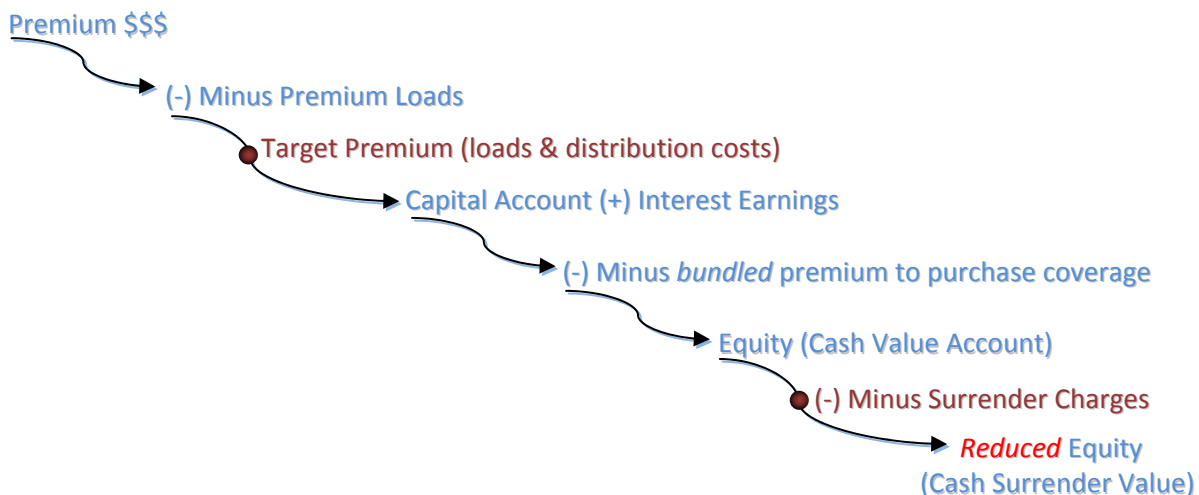 Premium $$$
(-) Minus Premium Loads
Target Premium (loads & distribution costs)
Capital Account (+) Interest Earnings
(-) Minus bundled premium to purchase coverage
Equity (Cash Value Account)
(-) Minus Surrender Charges
Reduced Equity
(Cash Surrender Value)